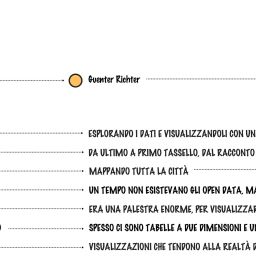 Guenter Richter
ESPLORANDO I DATI E VISUALIZZANDOLI CON UN
DA ULTIMO A PRIMO TASSELLO, DAL RACCONTO
MAPPANDO TUTTA LA CITTÀ
UN TEMPO NON ESISTEVANO GLI OPEN DATA, MA
ERA UNA PALESTRA ENORME, PER VISUALIZZAR
SPESSO CI SONO TABELLE A DUE DIMENSIONI E
VISUALIZZAZIONI CHE TENDONO ALLA REALTÀ D